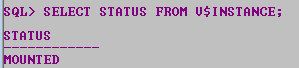 SQL> SELECT STATUS FROM V$INSTANCE;
STATUS
------------
MOUNTED